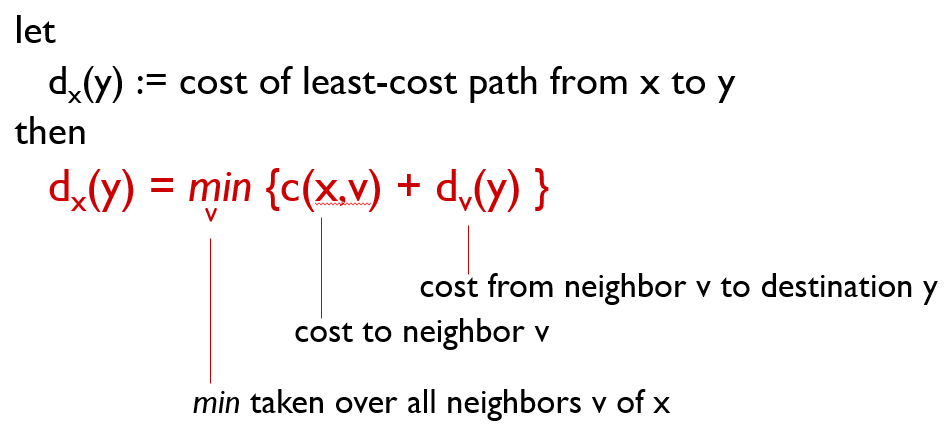 let
dₓ(y) := cost of least-cost path from x to y
then
dₓ(y) = min {c(x,v) + dᵥ(y) }
v
cost from neighbor v to destination y
cost to neighbor v
min taken over all neighbors v of x